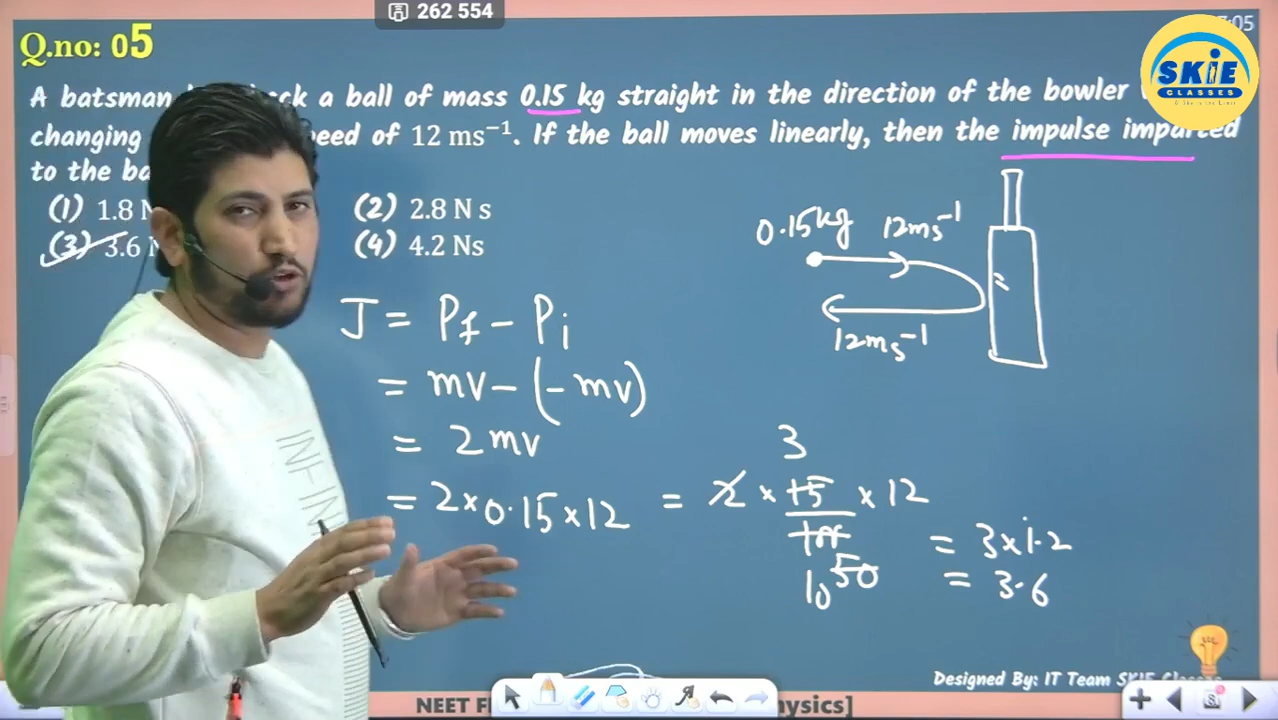 262 554
Q.no: 05
7:05
SKIE
CLASSES
A batsman ck a ball of mass 0.15 kg straight in the direction of the bowler
changing eed of 12 ms⁻¹. If the ball moves linearly, then the impulse imparted
to the ba
(1) 1.8 N (2) 2.8 N s
(3) 3.6 N (4) 4.2 Ns
0.15kg 12ms⁻¹
12ms⁻¹
J = Pf - Pi
= mv - (-mv)
= 2mv
3
= 2×0.15×12 = 2 × 15 × 12
100
50
10
= 3×1.2
= 3.6
INFIN
Designed By: IT Team SKIE Classes
NEET F hysics]